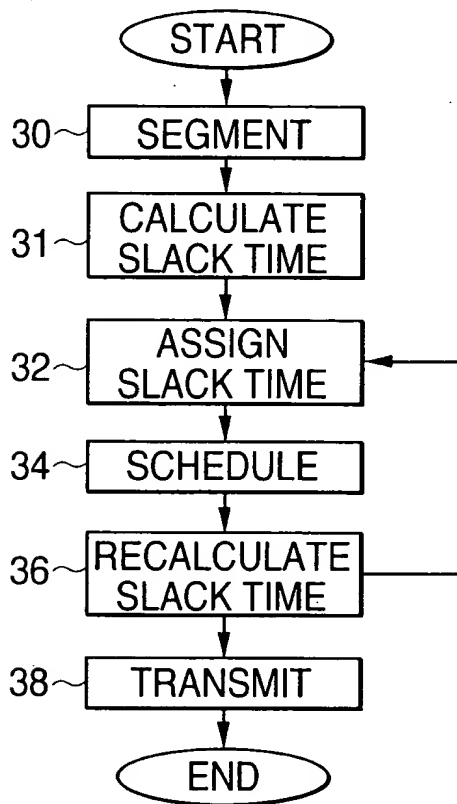 START
30 SEGMENT
31 CALCULATE
SLACK TIME
32 ASSIGN
SLACK TIME
34 SCHEDULE
36 RECALCULATE
SLACK TIME
38 TRANSMIT
END